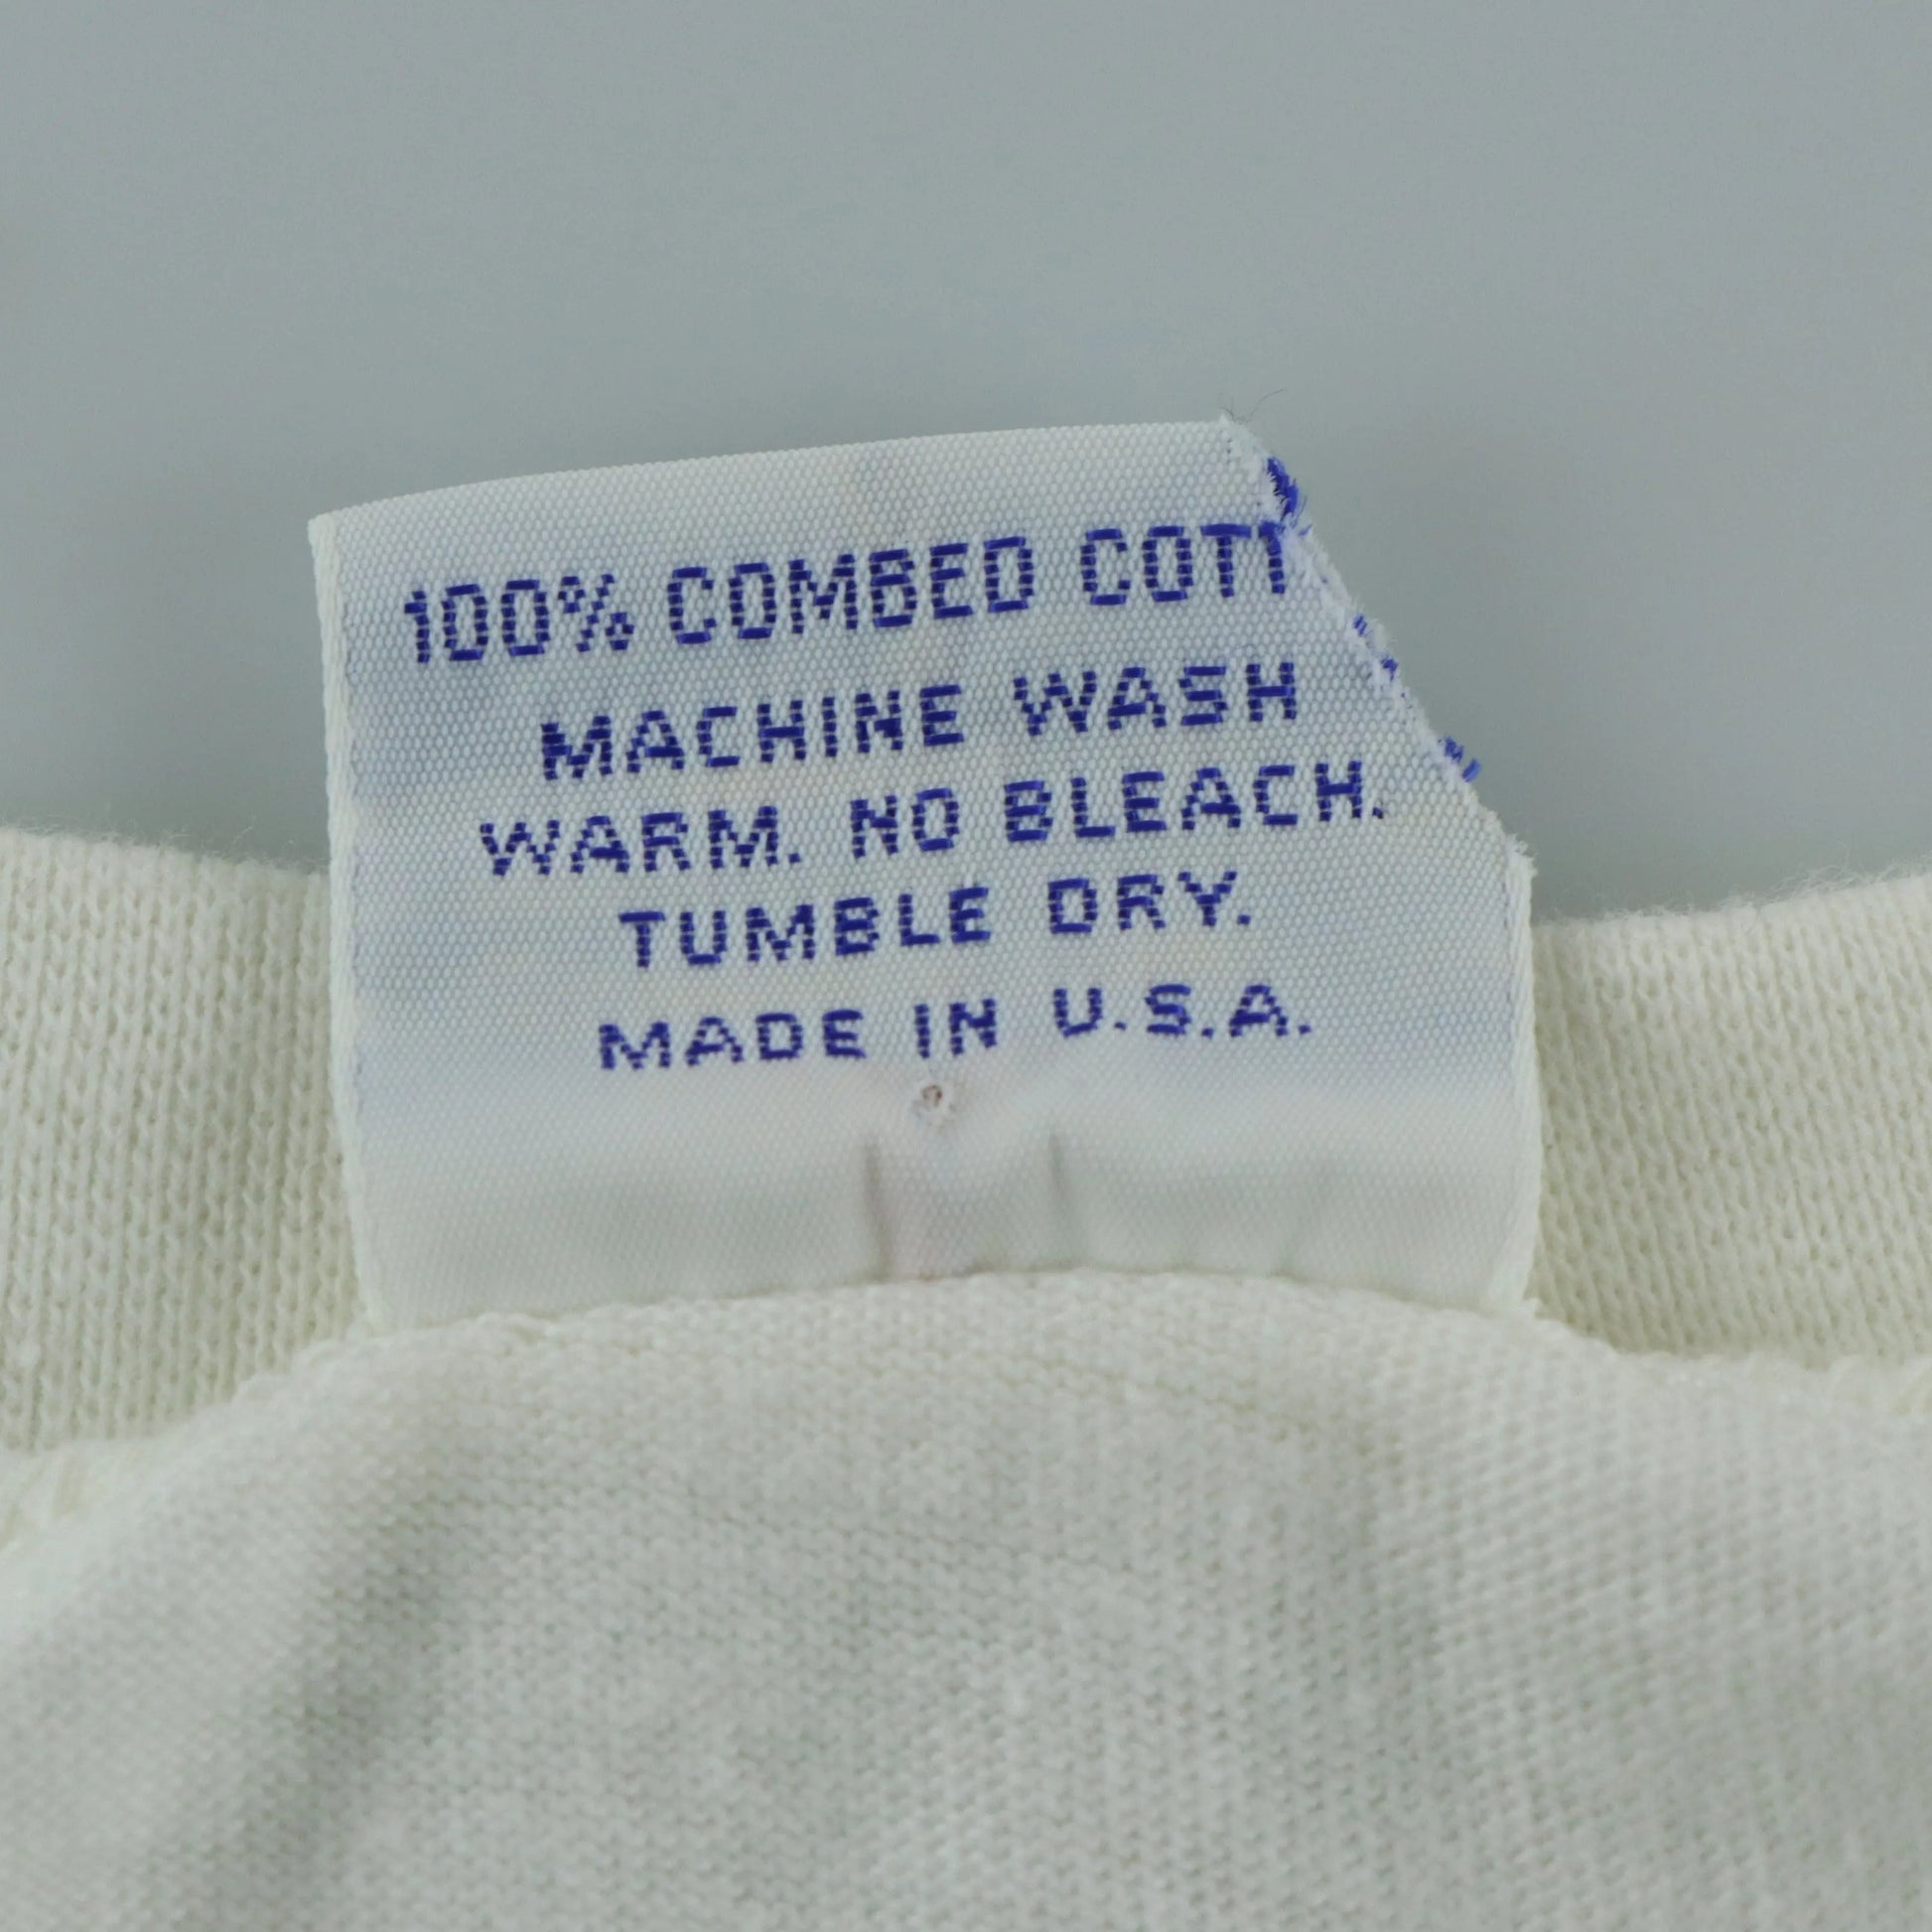 100% COMBED COTT
MACHINE WASH
WARM. NO BLEACH.
TUMBLE DRY.
MADE IN U.S.A.